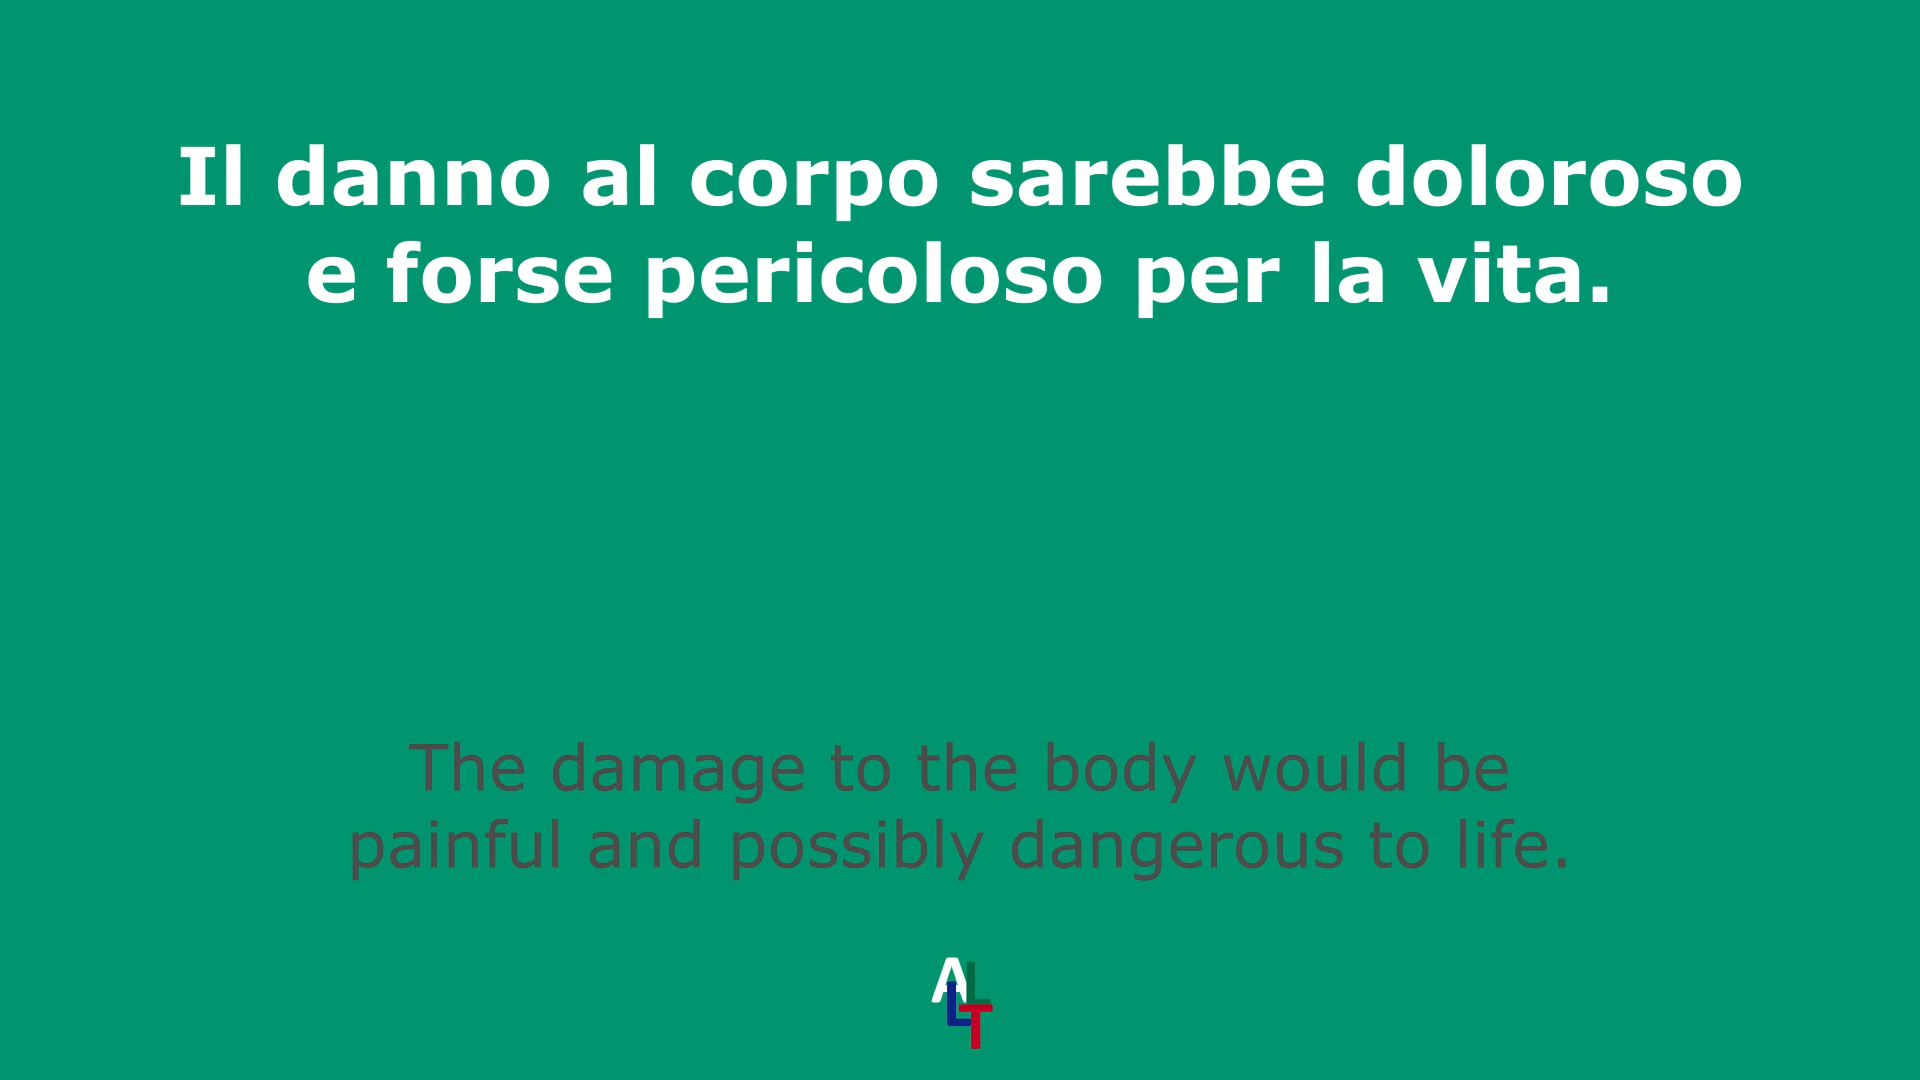 Il danno al corpo sarebbe doloroso
e forse pericoloso per la vita.
The damage to the body would be
painful and possibly dangerous to life.
ALLT